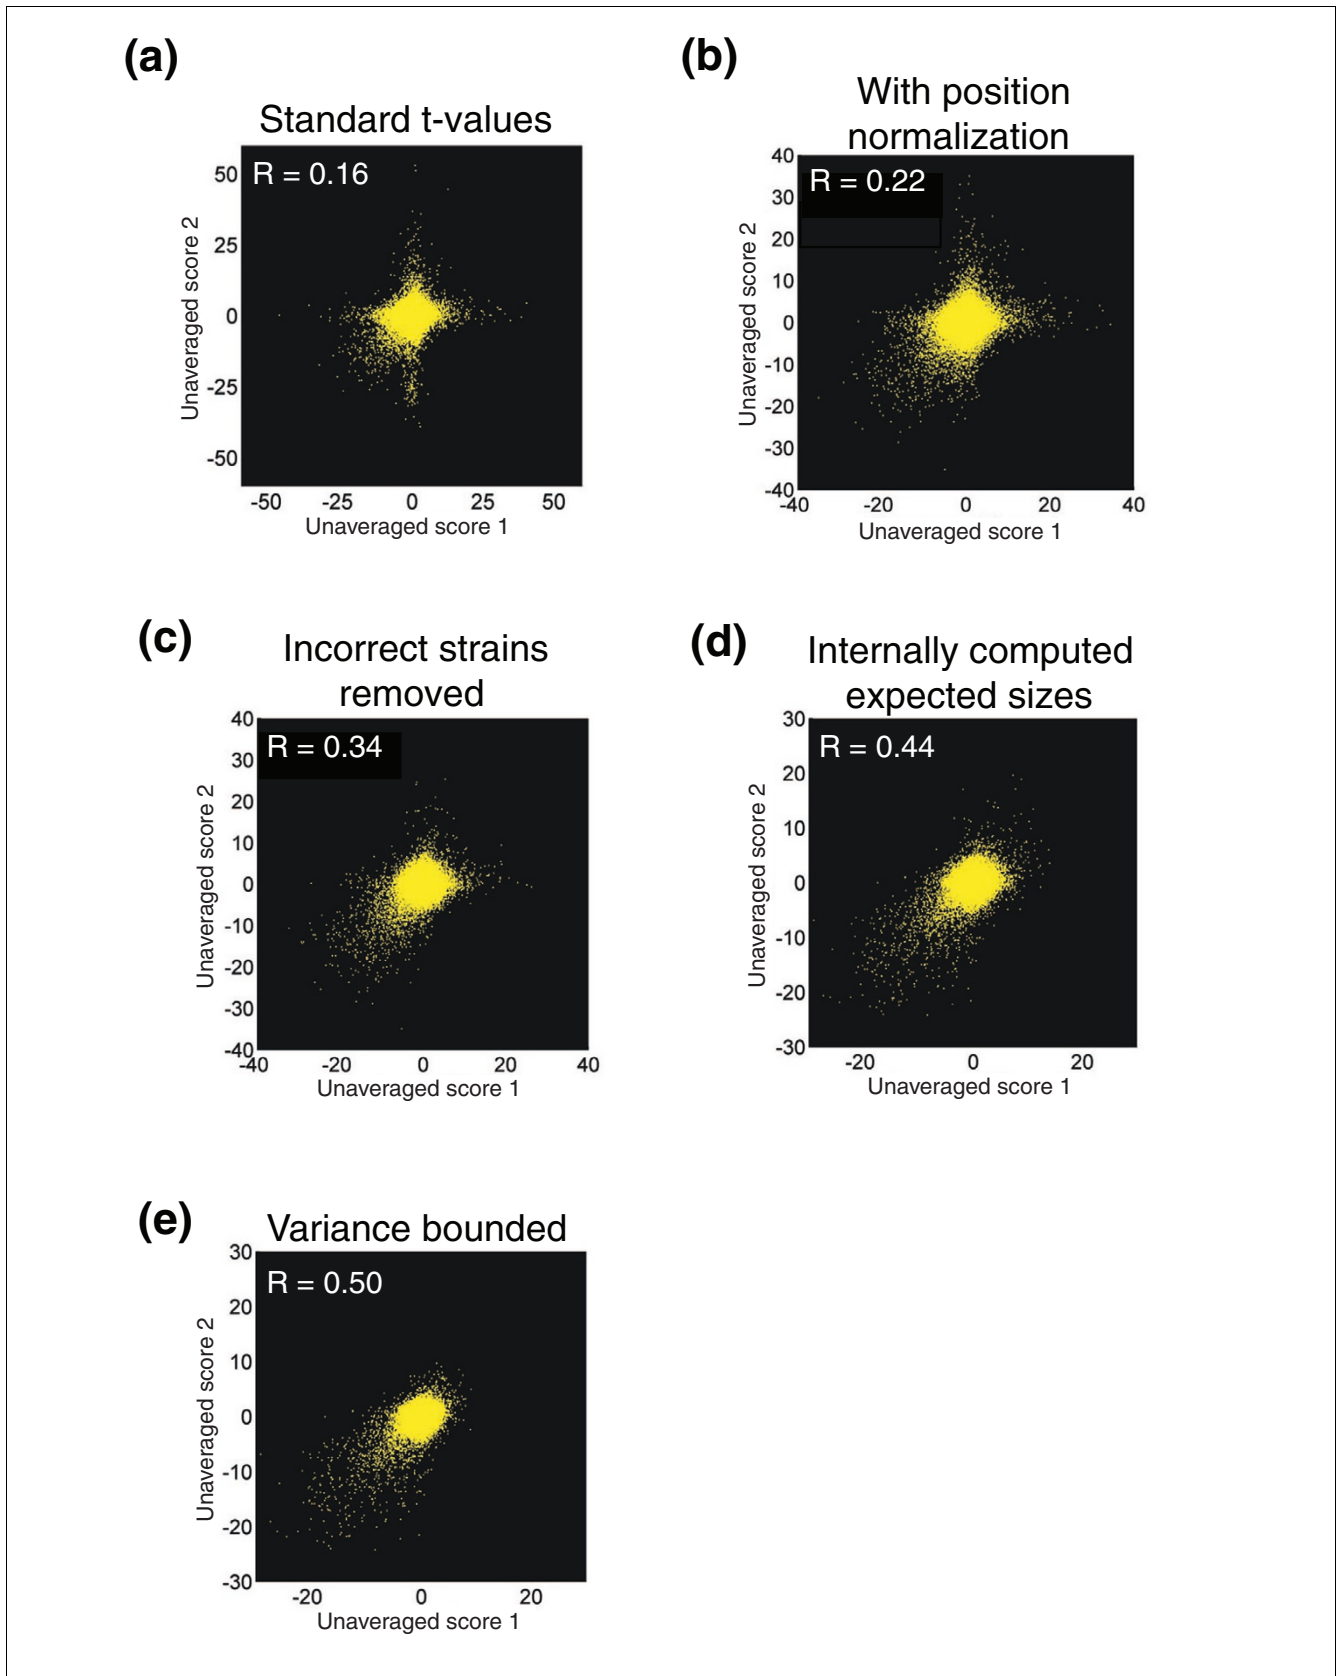 (a)
Standard t-values
R = 0.16
50
25
0
-25
-50
Unaveraged score 2
-50 -25 0 25 50
Unaveraged score 1
(b)
With position
normalization
R = 0.22
40
30
20
10
0
-10
-20
-30
-40
Unaveraged score 2
-40 -20 0 20 40
Unaveraged score 1
(c)
Incorrect strains
removed
R = 0.34
40
30
20
10
0
-10
-20
-30
-40
Unaveraged score 2
-40 -20 0 20 40
Unaveraged score 1
(d)
Internally computed
expected sizes
R = 0.44
30
20
10
0
-10
-20
-30
Unaveraged score 2
-20 0 20
Unaveraged score 1
(e)
Variance bounded
R = 0.50
30
20
10
0
-10
-20
-30
Unaveraged score 2
-20 0 20
Unaveraged score 1